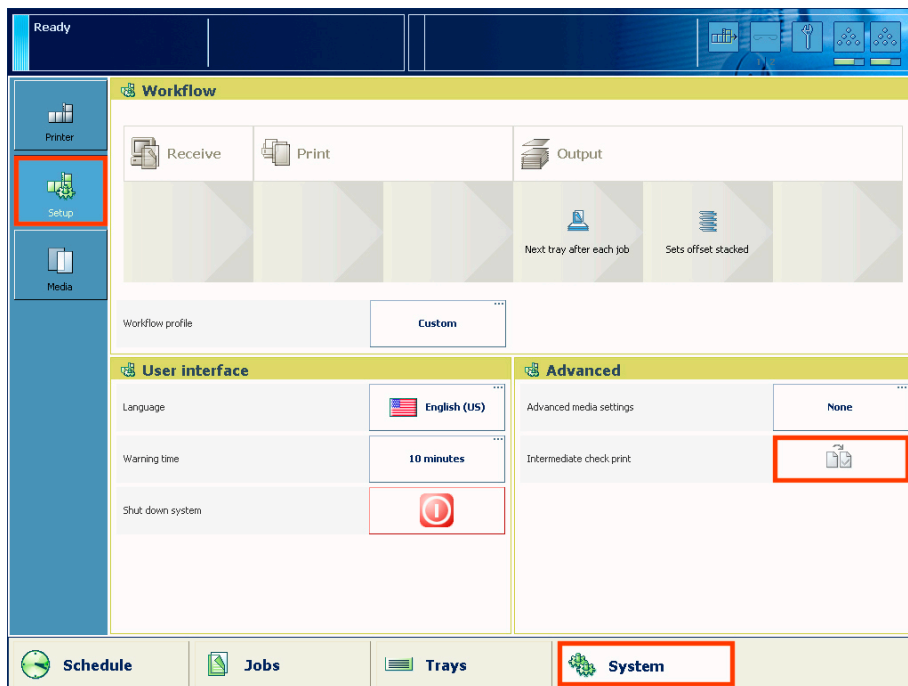 Ready
Workflow
Printer
Receive
Print
Output
Setup
Next tray after each job
Sets offset stacked
Media
Workflow profile
Custom
User interface
Advanced
Language
English (US)
Advanced media settings
None
Warning time
10 minutes
Intermediate check print
Shut down system
Schedule
Jobs
Trays
System